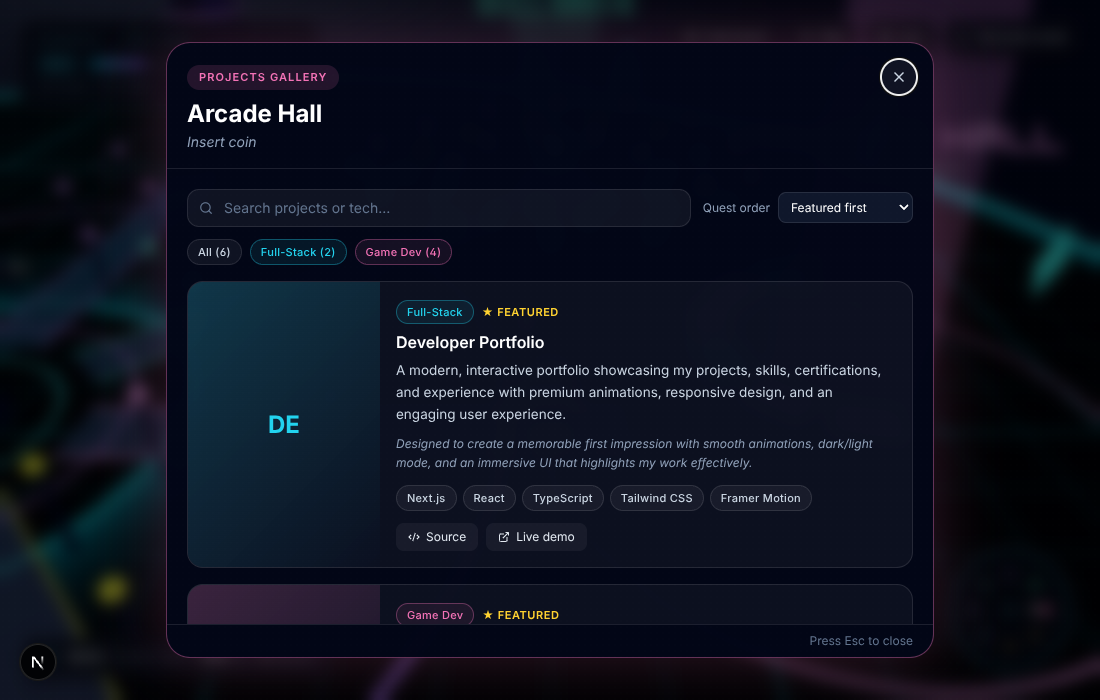 PROJECTS GALLERY
Arcade Hall
Insert coin
Search projects or tech...
Quest order
Featured first
All (6)
Full-Stack (2)
Game Dev (4)
DE
Full-Stack
★ FEATURED
Developer Portfolio
A modern, interactive portfolio showcasing my projects, skills, certifications,
and experience with premium animations, responsive design, and an
engaging user experience.
Designed to create a memorable first impression with smooth animations, dark/light
mode, and an immersive UI that highlights my work effectively.
Next.js
React
TypeScript
Tailwind CSS
Framer Motion
Source
Live demo
Game Dev
★ FEATURED
Press Esc to close
N